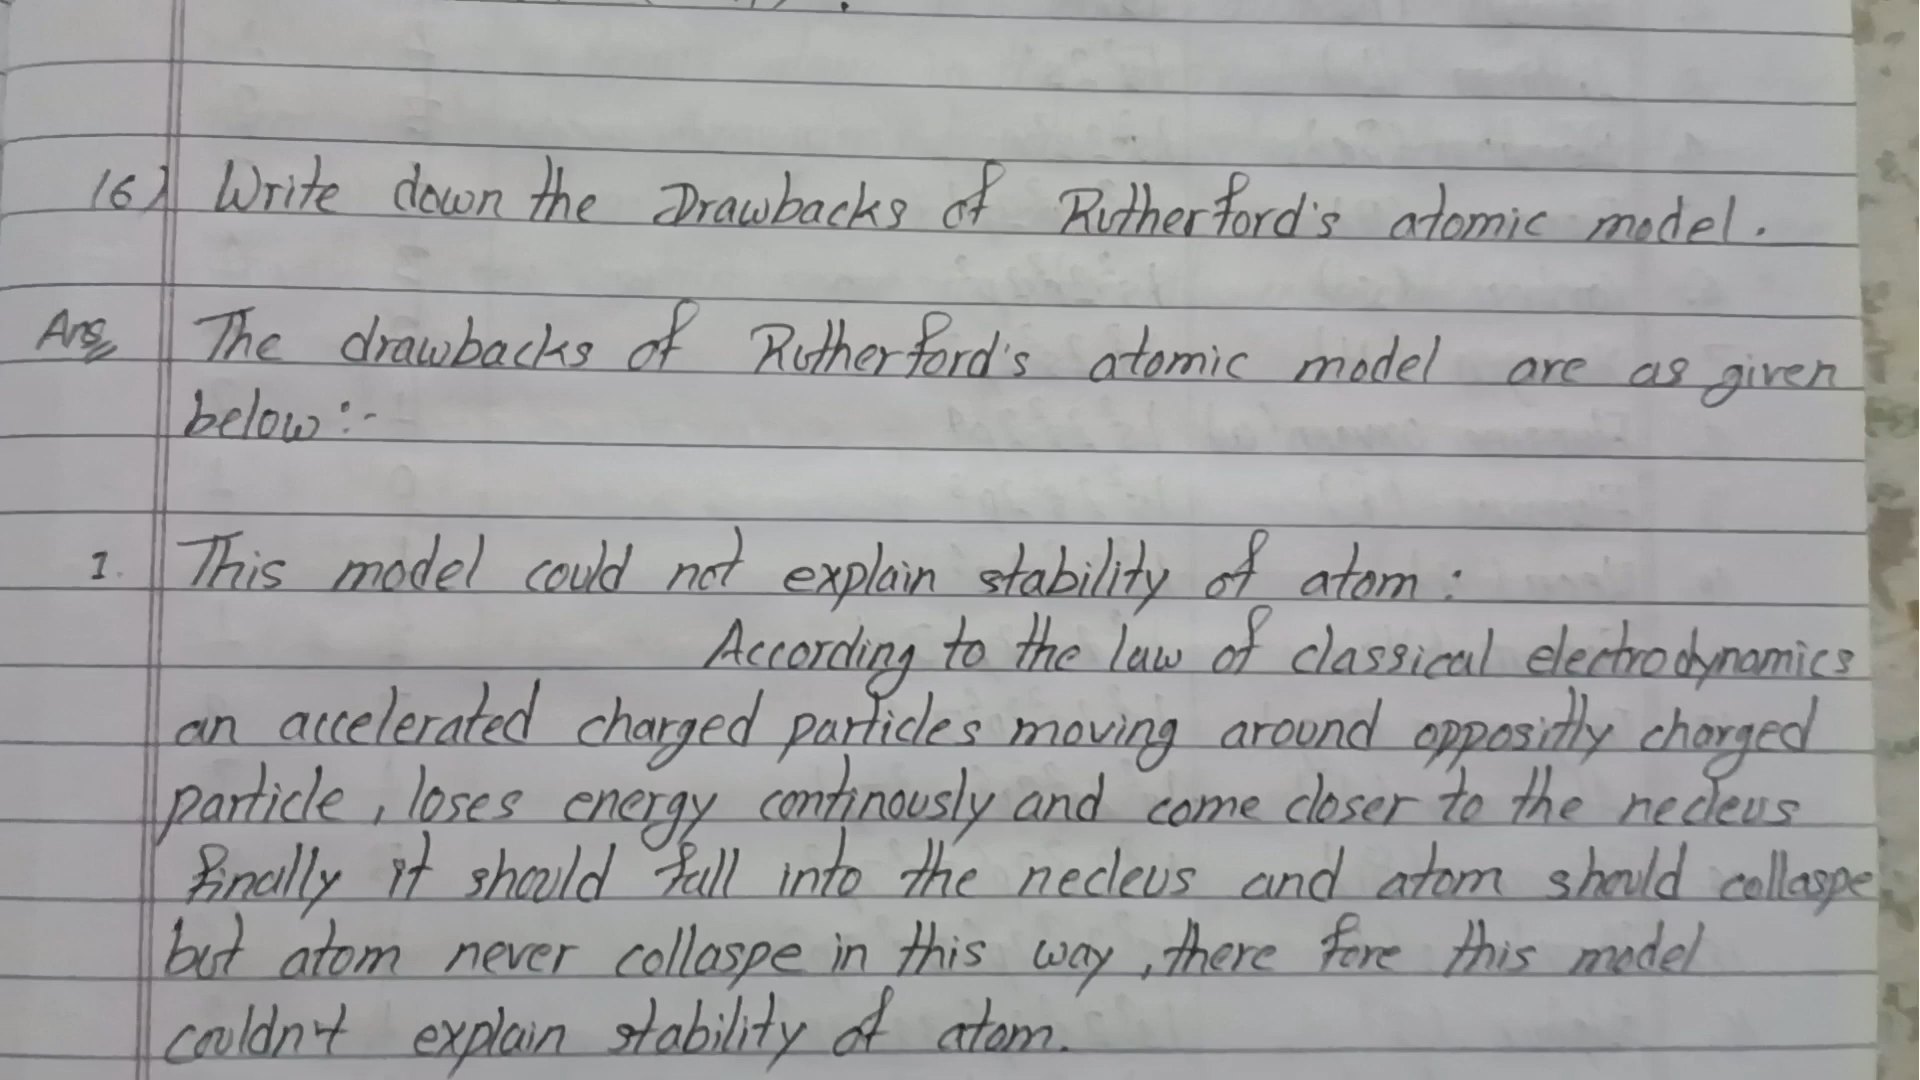 16) Write down the Drawbacks of Rutherford's atomic model.
Ans The drawbacks of Rutherford's atomic model are as given
below:-
1. This model could not explain stability of atom:
According to the law of classical electrodynamics
an accelerated charged particles moving around oppositly charged
particle, loses energy continously and come closer to the necleus
finally it should fall into the necleus and atom should collaspe
but atom never collaspe in this way, there fore this model
couldn't explain stability of atom.